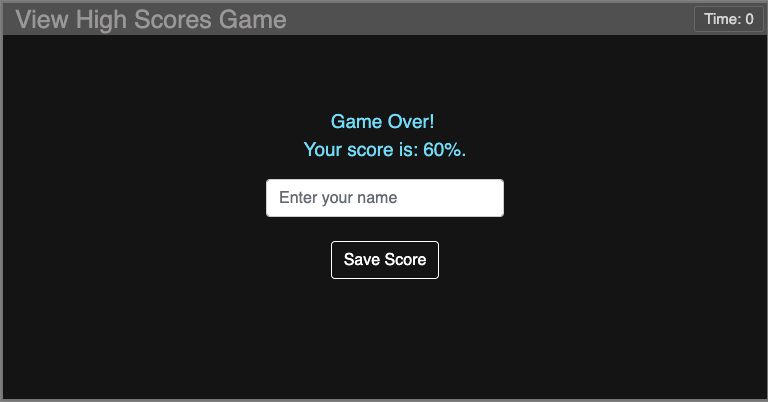 View High Scores Game
Time: 0
Game Over!
Your score is: 60%.
Enter your name
Save Score